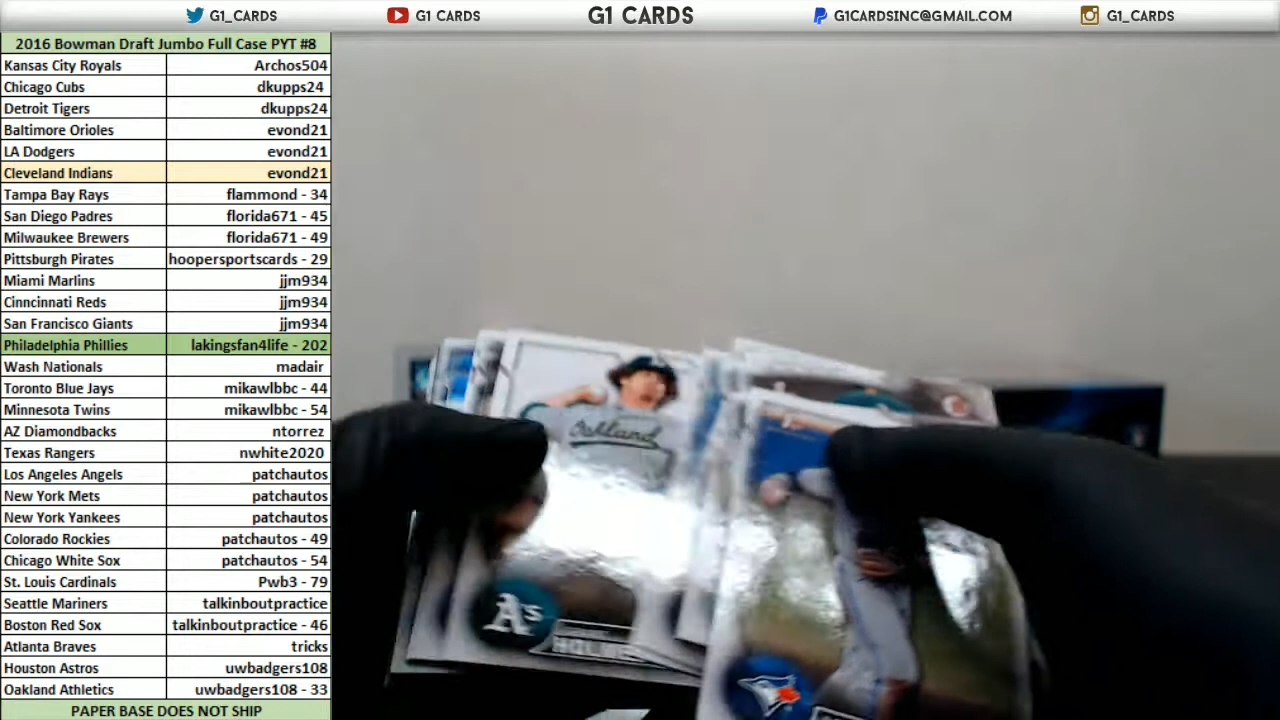 G1_CARDS G1 CARDS G1 CARDS G1CARDSINC@GMAIL.COM G1_CARDS
2016 Bowman Draft Jumbo Full Case PYT #8
Kansas City Royals Archos504
Chicago Cubs dkupps24
Detroit Tigers dkupps24
Baltimore Orioles evond21
LA Dodgers evond21
Cleveland Indians evond21
Tampa Bay Rays flammond - 34
San Diego Padres florida671 - 45
Milwaukee Brewers florida671 - 49
Pittsburgh Pirates hoopersportscards - 29
Miami Marlins jjm934
Cinncinnati Reds jjm934
San Francisco Giants jjm934
Philadelphia Phillies lakingsfan4life - 202
Wash Nationals madair
Toronto Blue Jays mikawlbbc - 44
Minnesota Twins mikawlbbc - 54
AZ Diamondbacks ntorrez
Texas Rangers nwhite2020
Los Angeles Angels patchautos
New York Mets patchautos
New York Yankees patchautos
Colorado Rockies patchautos - 49
Chicago White Sox patchautos - 54
St. Louis Cardinals Pwb3 - 79
Seattle Mariners talkinboutpractice
Boston Red Sox talkinboutpractice - 46
Atlanta Braves tricks
Houston Astros uwbadgers108
Oakland Athletics uwbadgers108 - 33
PAPER BASE DOES NOT SHIP
Oakland
A's